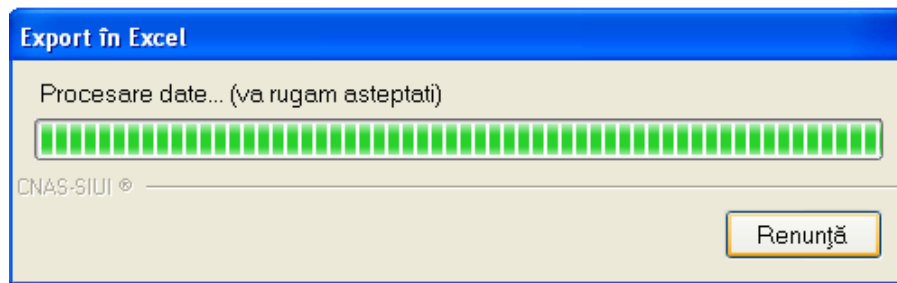 Export în Excel
Procesare date... (va rugam asteptati)
CNAS-SIUI ®
Renunţă